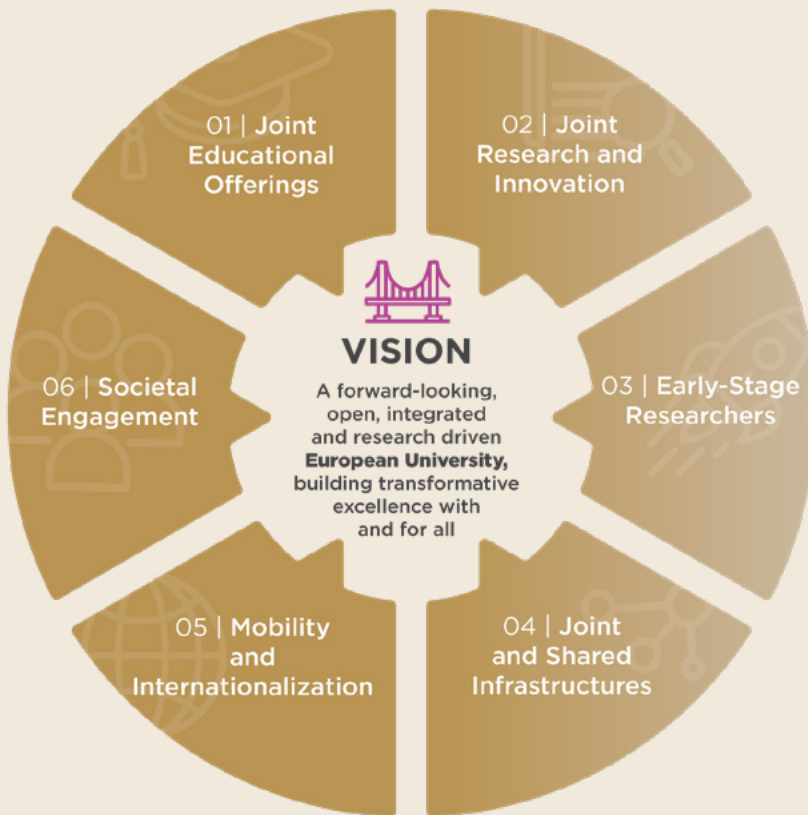 01 | Joint
Educational
Offerings
02 | Joint
Research and
Innovation
03 | Early-Stage
Researchers
04 | Joint
and Shared
Infrastructures
05 | Mobility
and
Internationalization
06 | Societal
Engagement
VISION
A forward-looking,
open, integrated
and research driven
European University,
building transformative
excellence with
and for all